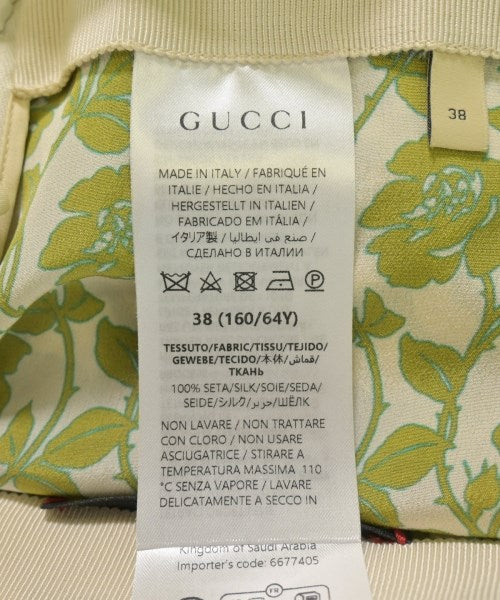 38
GUCCI
MADE IN ITALY / FABRIQUÉ EN
ITALIE / HECHO EN ITALIA /
HERGESTELLT IN ITALIEN /
FABRICADO EM ITÁLIA /
イタリア製 / صنع في ايطاليا /
СДЕЛАНО В ИТАЛИИ
38 (160/64Y)
TESSUTO/FABRIC/TISSU/TEJIDO/
GEWEBE/TECIDO/本体/قماش/
ТКАНЬ
100% SETA/SILK/SOIE/SEDA/
SEIDE/シルク/حرير/ШЁЛК
NON LAVARE / NON TRATTARE
CON CLORO / NON USARE
ASCIUGATRICE / STIRARE A
TEMPERATURA MASSIMA 110
°C SENZA VAPORE / LAVARE
DELICATAMENTE A SECCO IN
Kingdom of Saudi Arabia
Importer's code: 6677405
FR